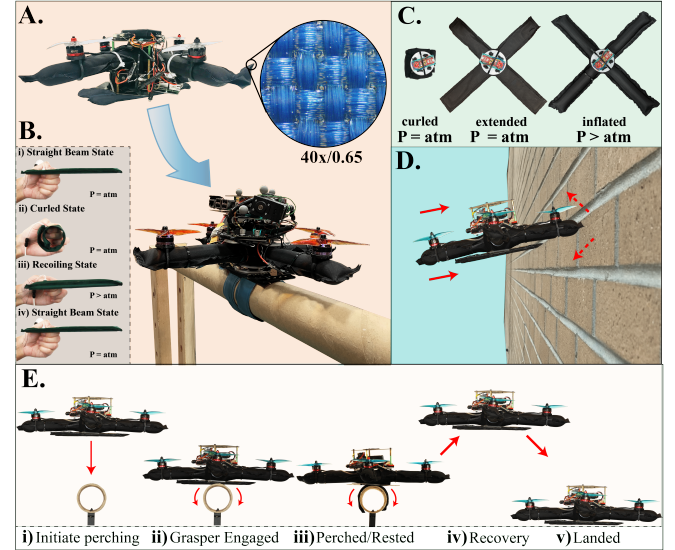 A.
40x/0.65
B.
i) Straight Beam State
P = atm
ii) Curled State
P = atm
iii) Recoiling State
P > atm
iv) Straight Beam State
P = atm
C.
curled
P = atm
extended
P = atm
inflated
P > atm
D.
E.
i) Initiate perching
ii) Grasper Engaged
iii) Perched/Rested
iv) Recovery
v) Landed